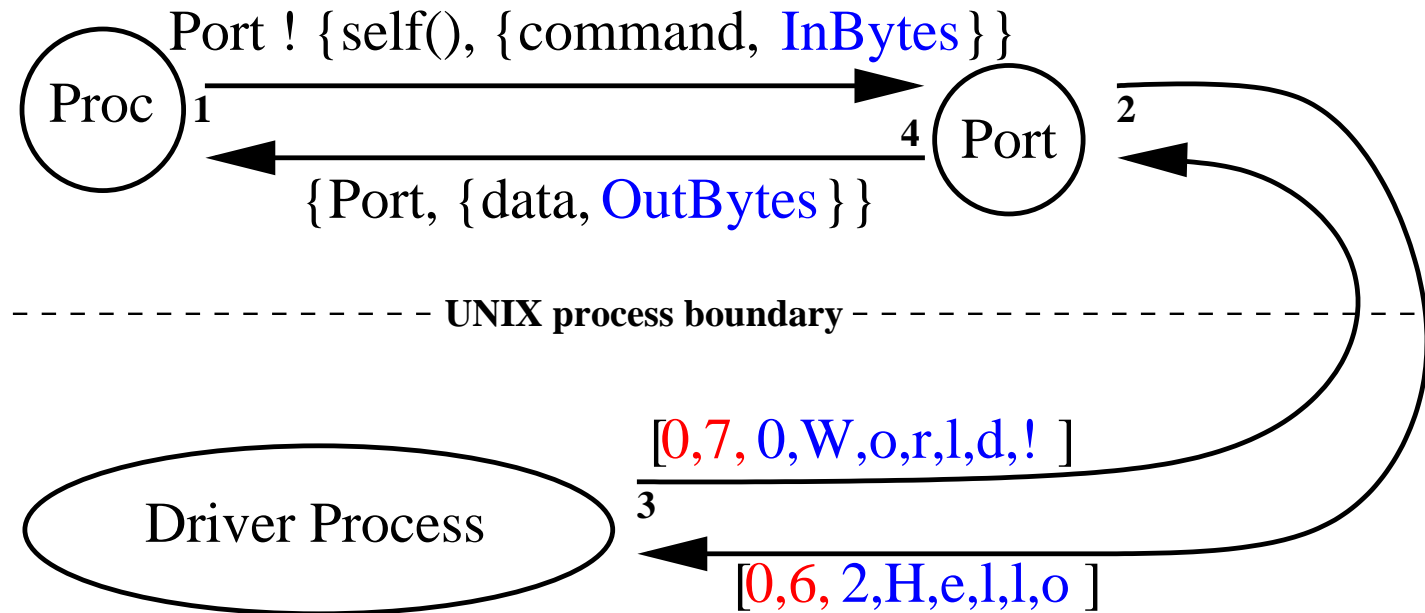 Port ! {self(), {command, InBytes}}
Proc
1
4
Port
2
{Port, {data, OutBytes}}
UNIX process boundary
[0,7, 0,W,o,r,l,d,! ]
3
Driver Process
[0,6, 2,H,e,l,l,o ]